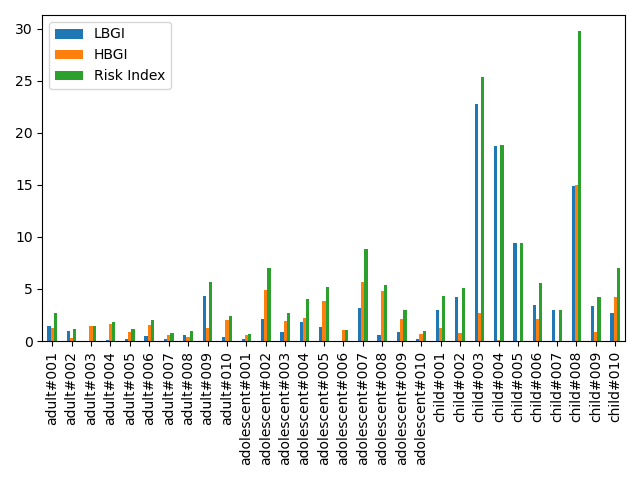 30
25
20
15
10
5
0
LBGI
HBGI
Risk Index
adult#001
adult#002
adult#003
adult#004
adult#005
adult#006
adult#007
adult#008
adult#009
adult#010
adolescent#001
adolescent#002
adolescent#003
adolescent#004
adolescent#005
adolescent#006
adolescent#007
adolescent#008
adolescent#009
adolescent#010
child#001
child#002
child#003
child#004
child#005
child#006
child#007
child#008
child#009
child#010